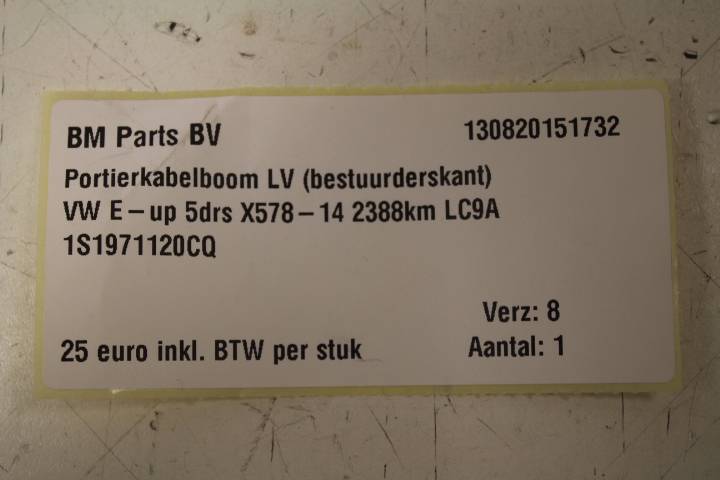 BM Parts BV 130820151732
Portierkabelboom LV (bestuurderskant)
VW E-up 5drs X578-14 2388km LC9A
1S1971120CQ
Verz: 8
25 euro inkl. BTW per stuk Aantal: 1